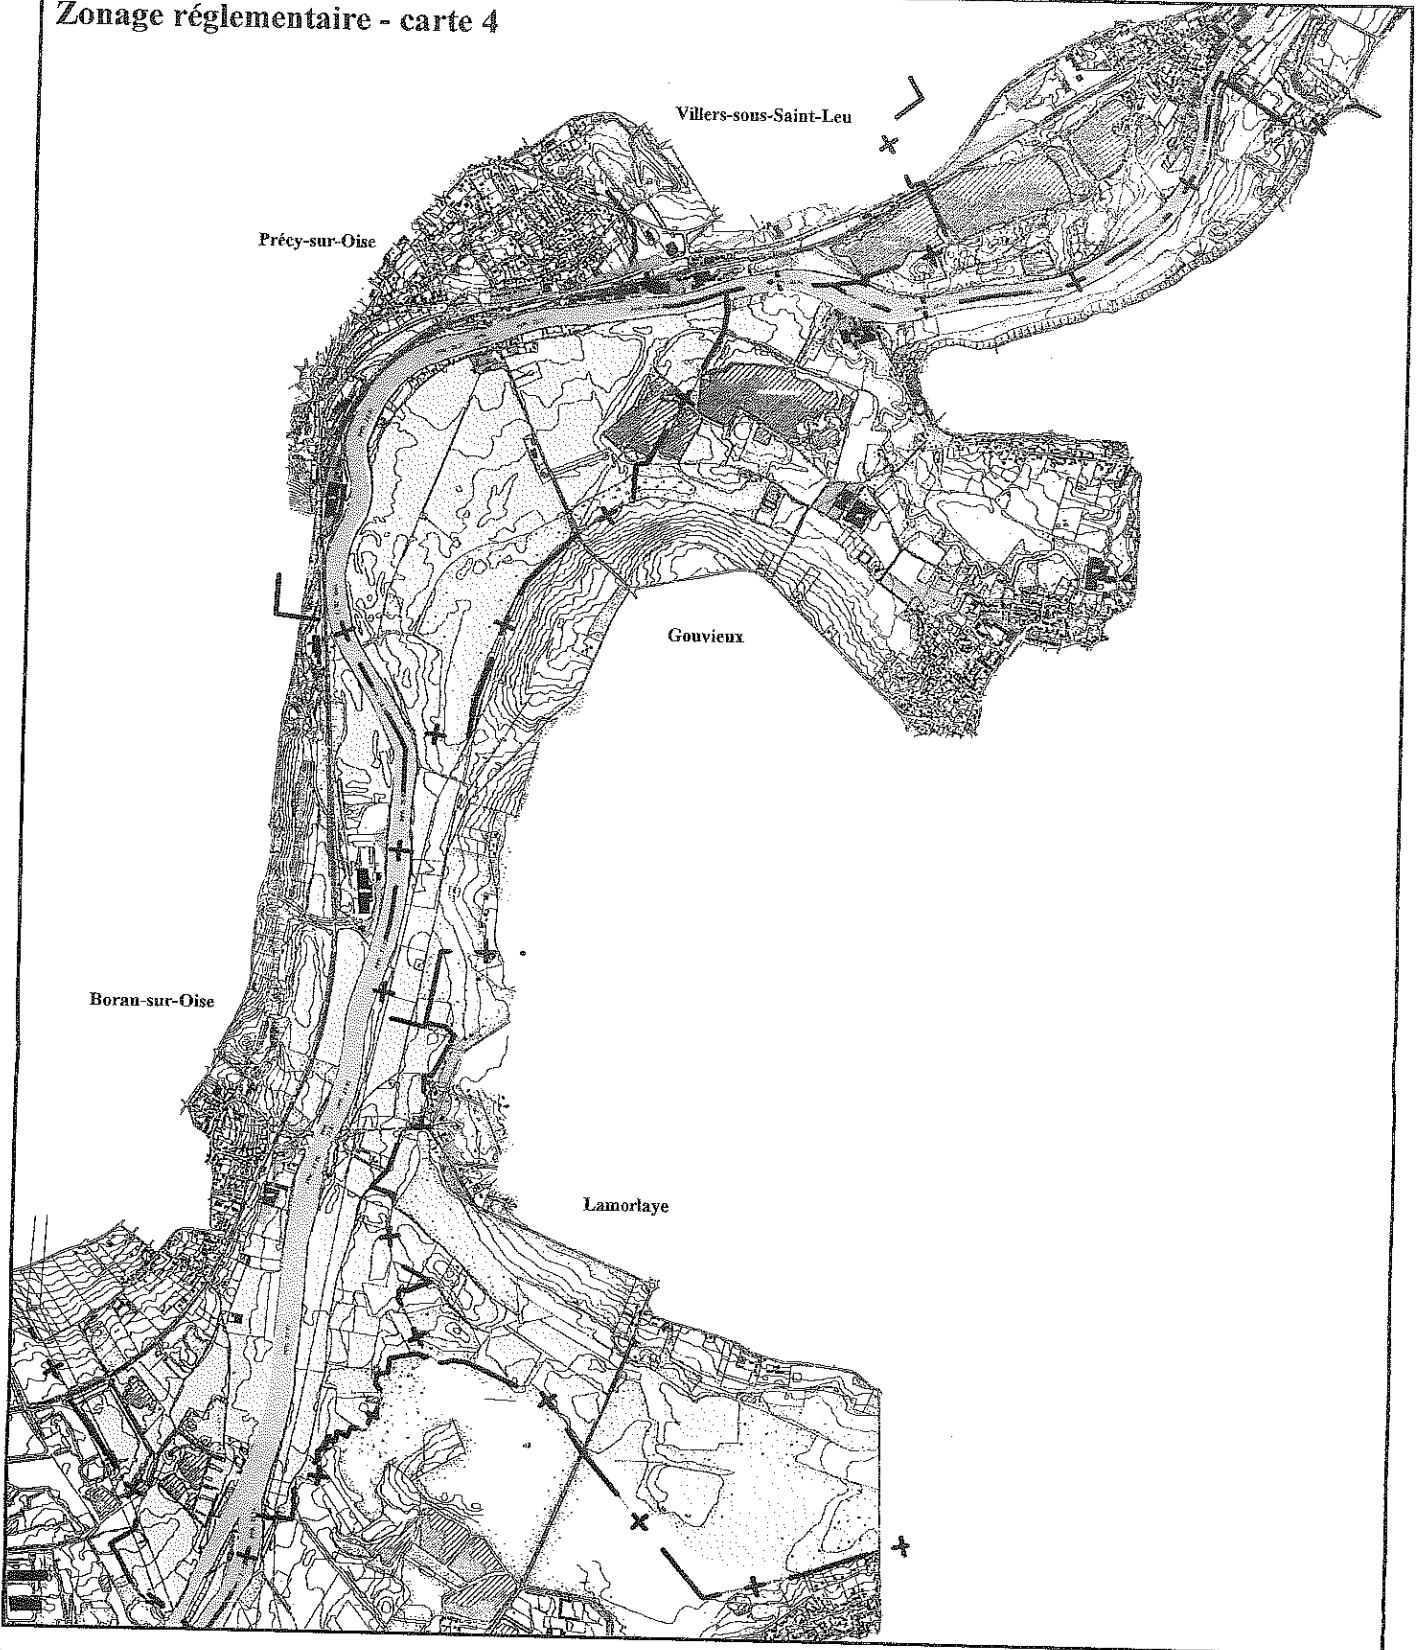 Zonage réglementaire - carte 4
Villers-sous-Saint-Leu
Précy-sur-Oise
Gouvieux
Boran-sur-Oise
Lamorlaye